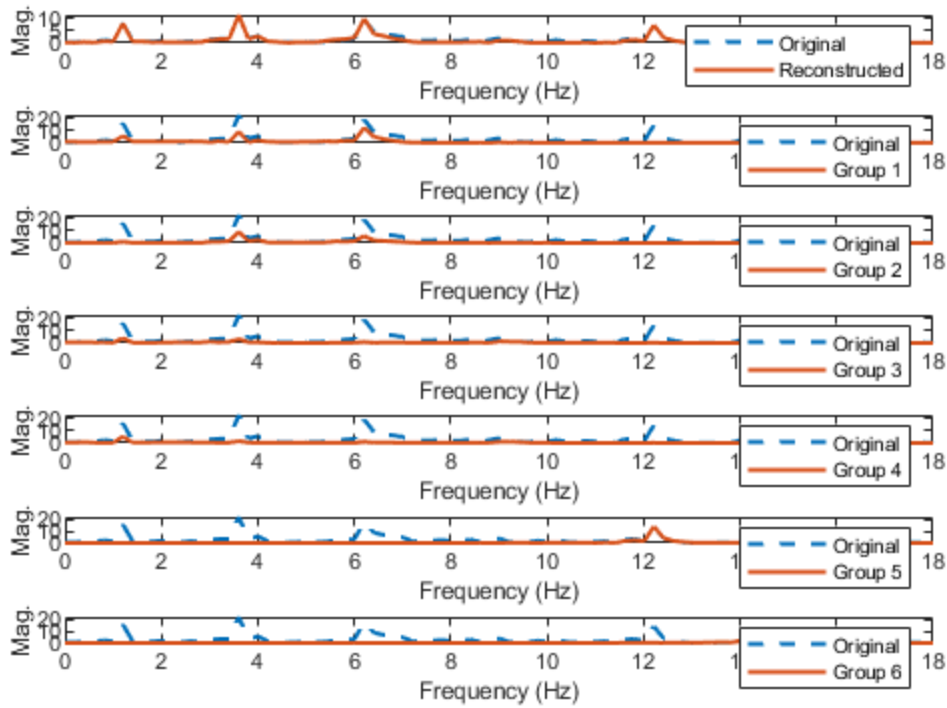 Mag.
10
5
0
0 2 4 6 8 10 12 18
Frequency (Hz)
Original
Reconstructed
Mag.
20
10
0
0 2 4 6 8 10 12 1 18
Frequency (Hz)
Original
Group 1
Mag.
20
10
0
0 2 4 6 8 10 12 1 18
Frequency (Hz)
Original
Group 2
Mag.
20
10
0
0 2 4 6 8 10 12 1 18
Frequency (Hz)
Original
Group 3
Mag.
20
10
0
0 2 4 6 8 10 12 1 18
Frequency (Hz)
Original
Group 4
Mag.
20
10
0
0 2 4 6 8 10 12 1 18
Frequency (Hz)
Original
Group 5
Mag.
20
10
0
0 2 4 6 8 10 12 1 18
Frequency (Hz)
Original
Group 6